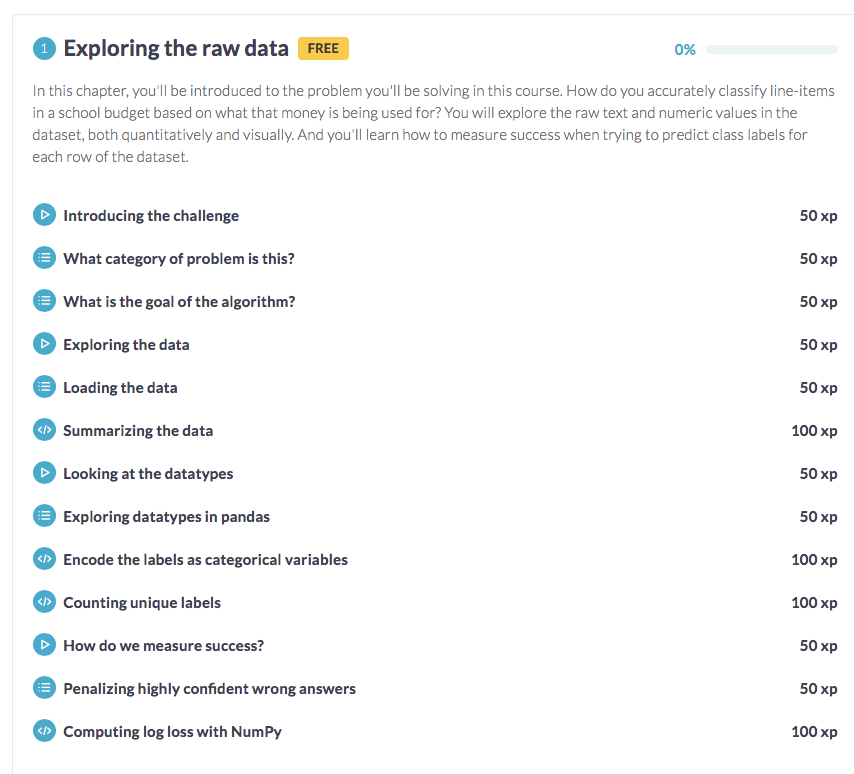 1 Exploring the raw data FREE 0%
In this chapter, you'll be introduced to the problem you'll be solving in this course. How do you accurately classify line-items
in a school budget based on what that money is being used for? You will explore the raw text and numeric values in the
dataset, both quantitatively and visually. And you'll learn how to measure success when trying to predict class labels for
each row of the dataset.
Introducing the challenge 50 xp
What category of problem is this? 50 xp
What is the goal of the algorithm? 50 xp
Exploring the data 50 xp
Loading the data 50 xp
Summarizing the data 100 xp
Looking at the datatypes 50 xp
Exploring datatypes in pandas 50 xp
Encode the labels as categorical variables 100 xp
Counting unique labels 100 xp
How do we measure success? 50 xp
Penalizing highly confident wrong answers 50 xp
Computing log loss with NumPy 100 xp